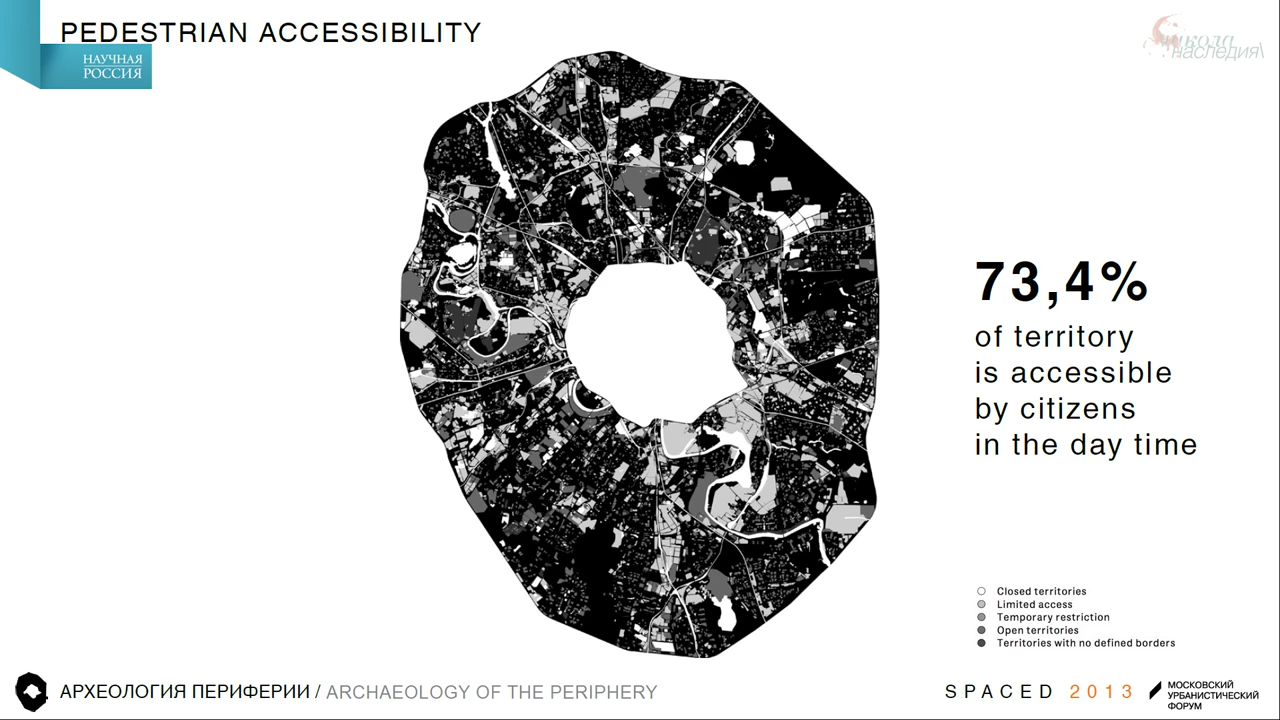 PEDESTRIAN ACCESSIBILITY
НАУЧНАЯ
РОССИЯ
школа
наследия\
73,4%
of territory
is accessible
by citizens
in the day time
Closed territories
Limited access
Temporary restriction
Open territories
Territories with no defined borders
АРХЕОЛОГИЯ ПЕРИФЕРИИ / ARCHAEOLOGY OF THE PERIPHERY
SPACED 2013
МОСКОВСКИЙ
УРБАНИСТИЧЕСКИЙ
ФОРУМ